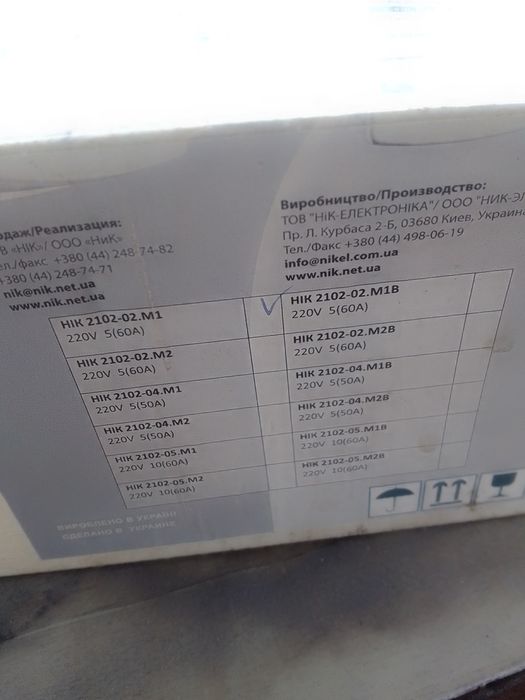 одаж/Реализация:
В «НІК»/ ООО «НиК»
ел./факс +380 (44) 248-74-82
+380 (44) 248-74-71
nik@nik.net.ua
www.nik.net.ua
Виробництво/Производство:
ТОВ "НіК-ЕЛЕКТРОНІКА"/ ООО "НИК-ЭЛ
Пр. Л. Курбаса 2-Б, 03680 Киев, Украин
Тел./Факс +380 (44) 498-06-19
info@nikel.com.ua
www.nik.net.ua
НІК 2102-02.М1
220V 5(60A)
НІК 2102-02.М1В
220V 5(60A)
НІК 2102-02.М2
220V 5(60A)
НІК 2102-02.М2В
220V 5(60A)
НІК 2102-04.М1
220V 5(50A)
НІК 2102-04.М1В
220V 5(50A)
НІК 2102-04.М2
220V 5(50A)
НІК 2102-04.М2В
220V 5(50A)
НІК 2102-05.М1
220V 10(60A)
НІК 2102-05.М1В
220V 10(60A)
НІК 2102-05.М2
220V 10(60A)
НІК 2102-05.М2В
220V 10(60A)
ВИРОБЛЕНО В УКРАЇНІ
СДЕЛАНО В УКРАИНЕ